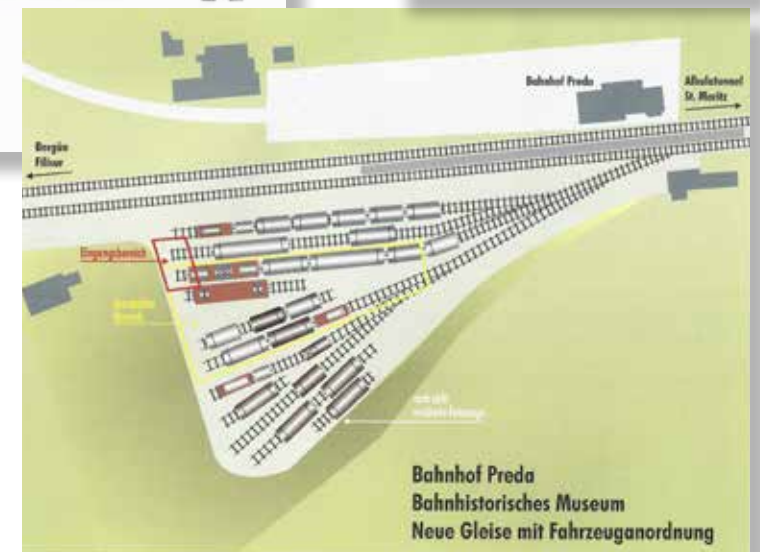 Bahnhof Preda
Albulatunnel
St. Moritz
Bergün
Filisur
Eingangsbereich
Bahnhof Preda
Bahnhistorisches Museum
Neue Gleise mit Fahrzeuganordnung